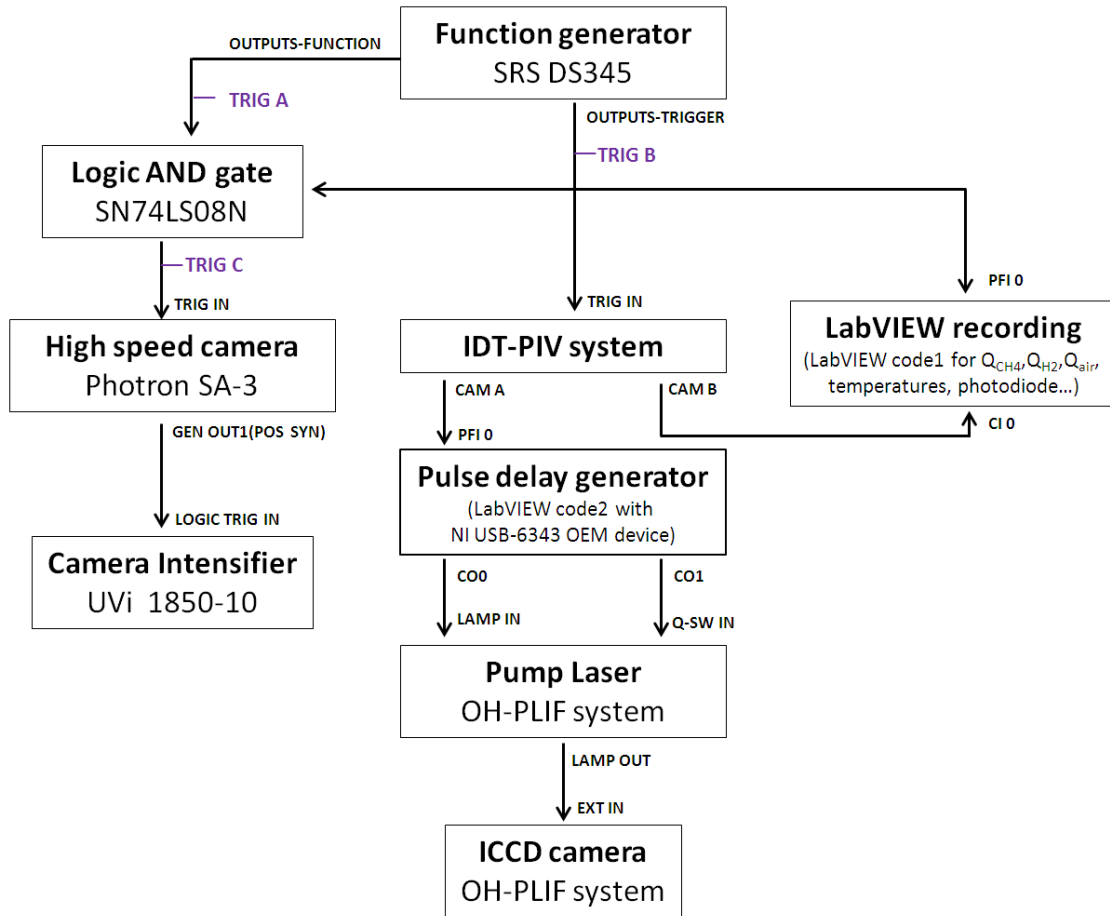 Function generator
SRS DS345
OUTPUTS-FUNCTION
TRIG A
OUTPUTS-TRIGGER
TRIG B
Logic AND gate
SN74LS08N
TRIG C
TRIG IN
TRIG IN
PFI 0
High speed camera
Photron SA-3
IDT-PIV system
LabVIEW recording
(LabVIEW code1 for QCH4,QH2,Qair,
temperatures, photodiode...)
CAM A
CAM B
CI 0
GEN OUT1(POS SYN)
PFI 0
Pulse delay generator
(LabVIEW code2 with
NI USB-6343 OEM device)
LOGIC TRIG IN
Camera Intensifier
UVi 1850-10
CO0
CO1
LAMP IN
Q-SW IN
Pump Laser
OH-PLIF system
LAMP OUT
EXT IN
ICCD camera
OH-PLIF system